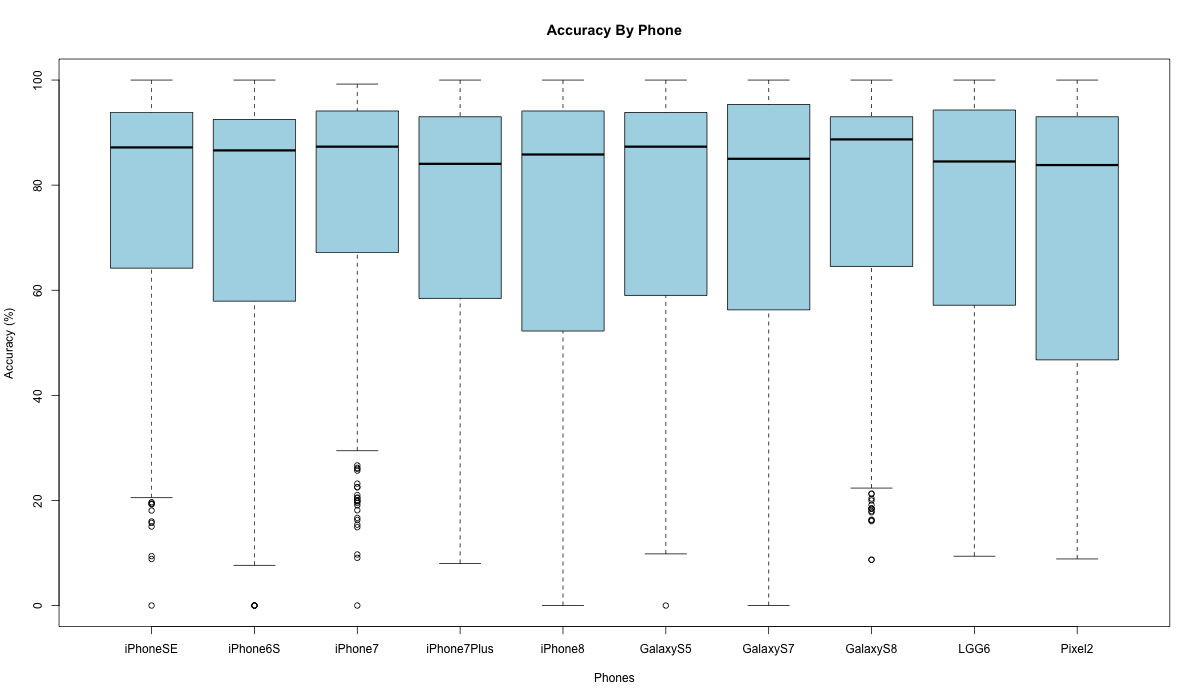 Accuracy By Phone
Accuracy (%)
100
80
60
40
20
0
iPhoneSE iPhone6S iPhone7 iPhone7Plus iPhone8 GalaxyS5 GalaxyS7 GalaxyS8 LGG6 Pixel2
Phones